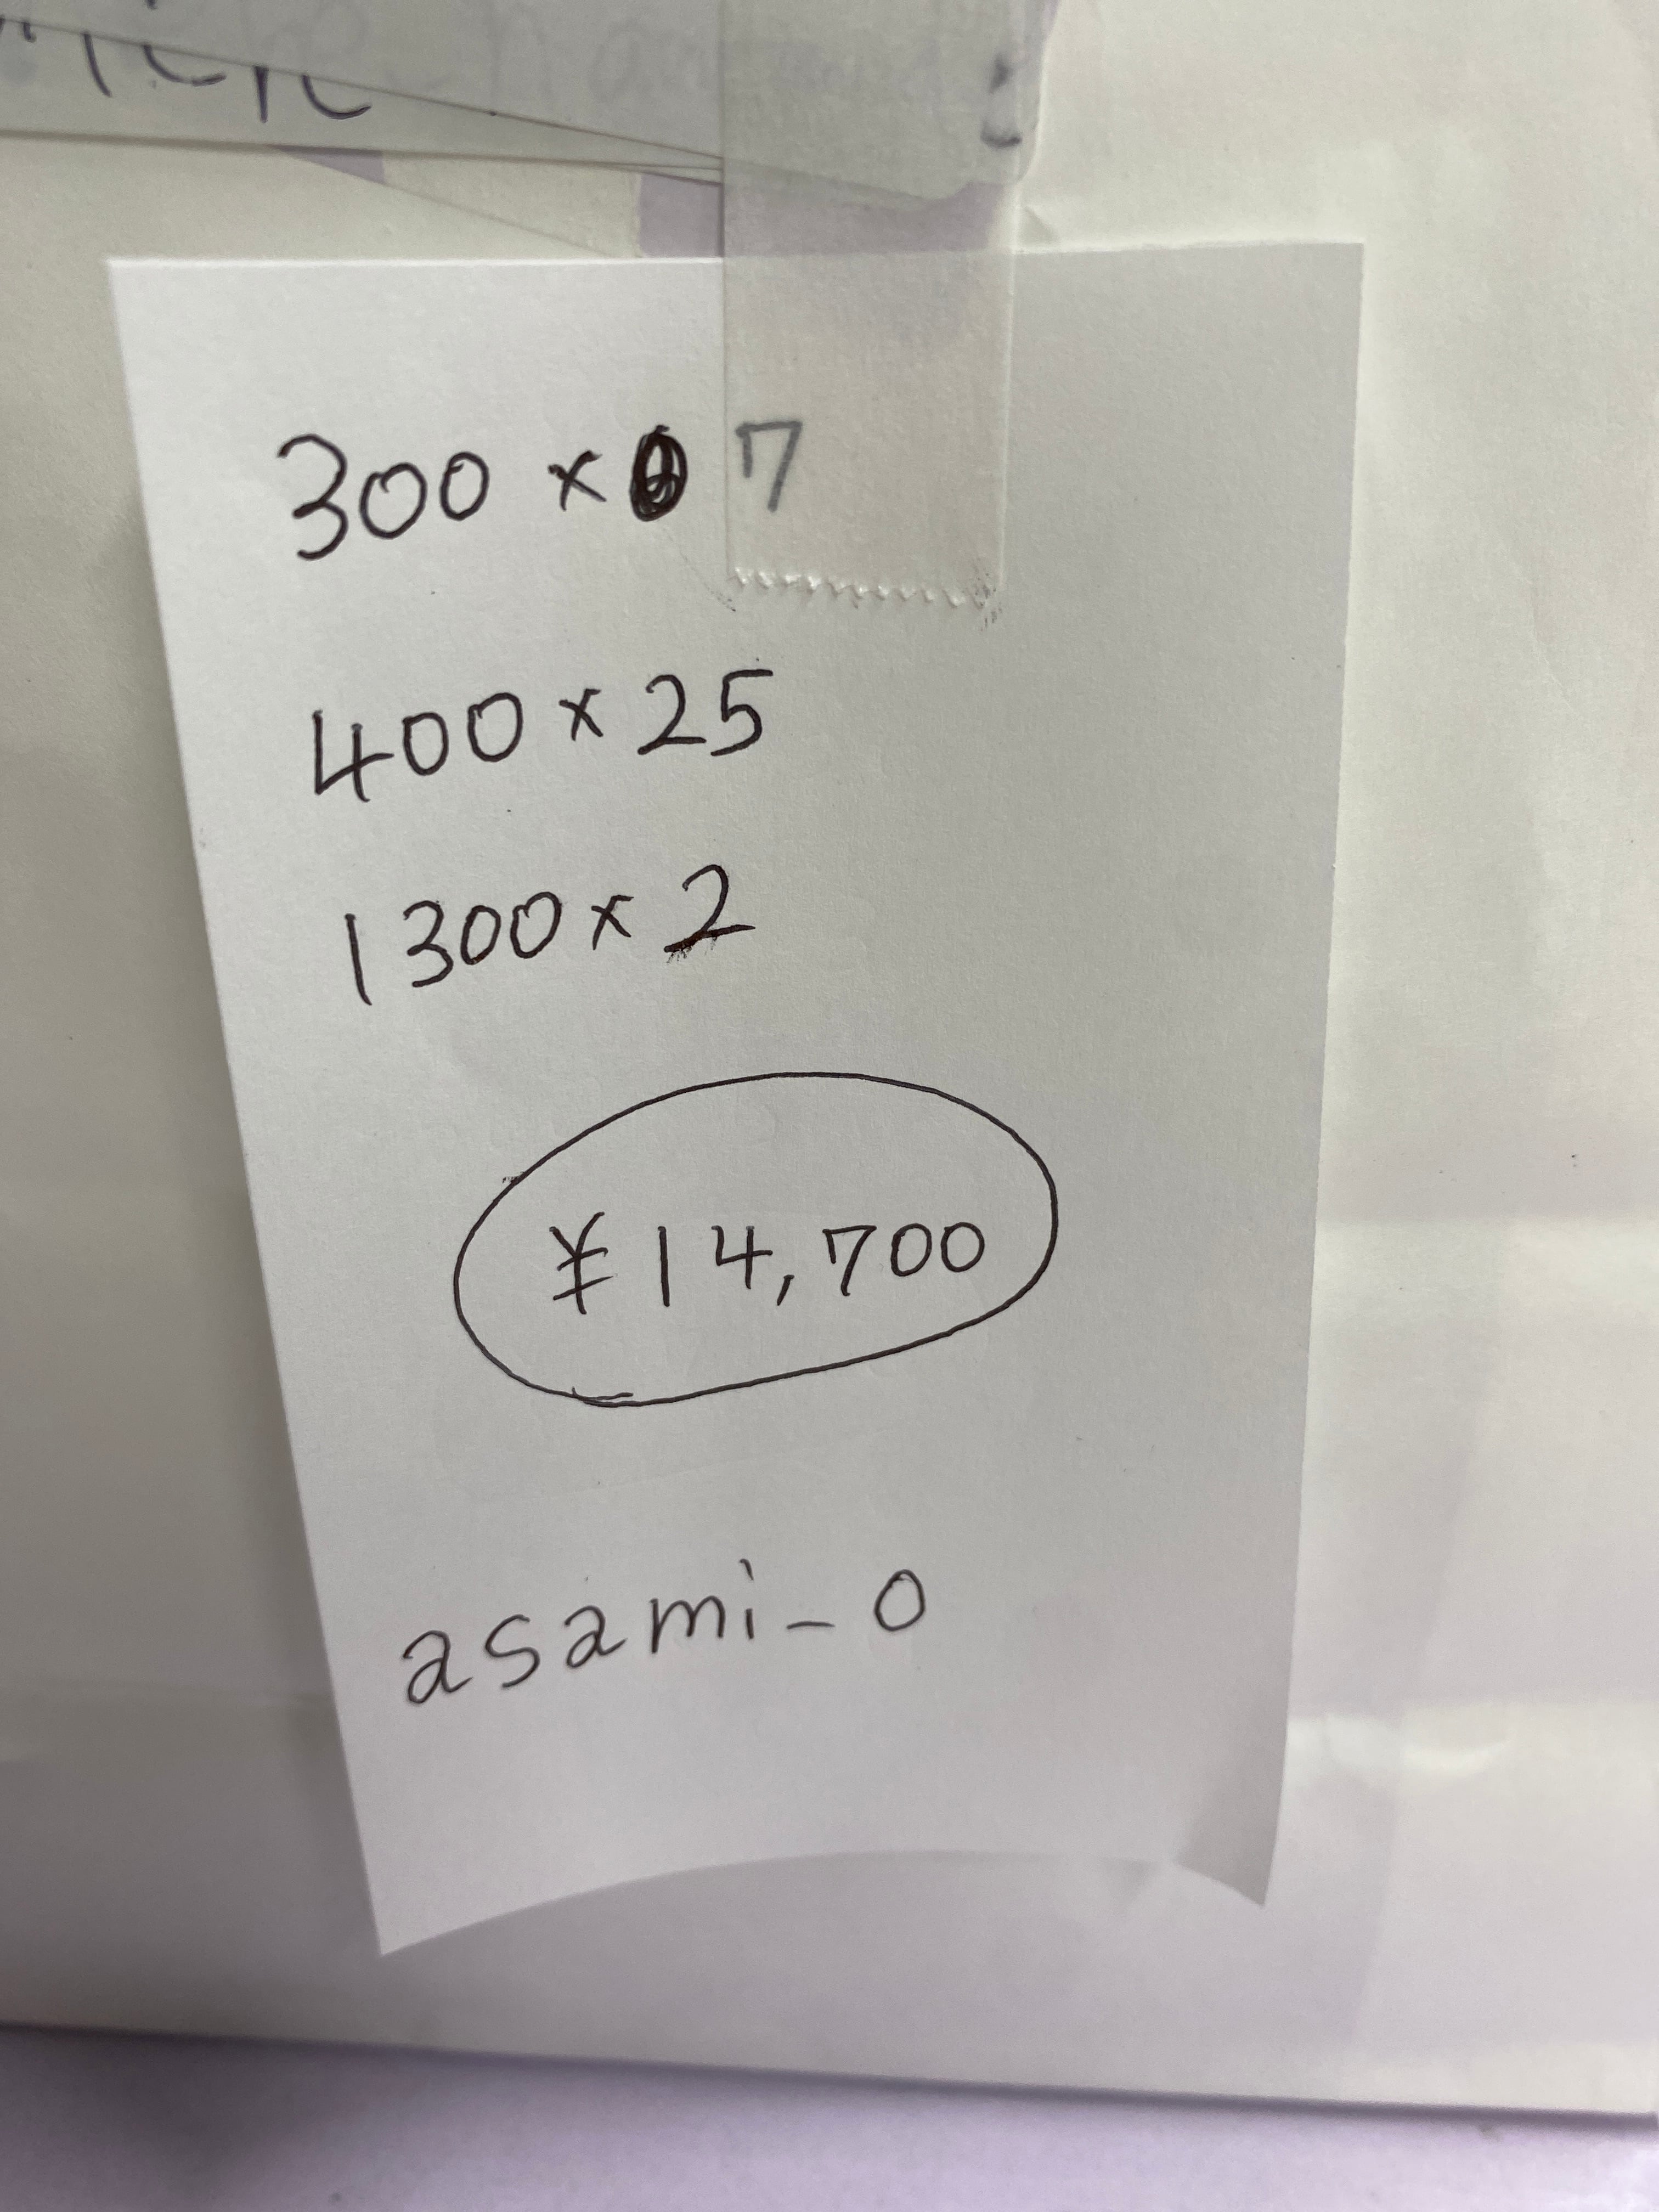 300 × 7
400 × 25
1300 × 2
¥14,700
asami_o